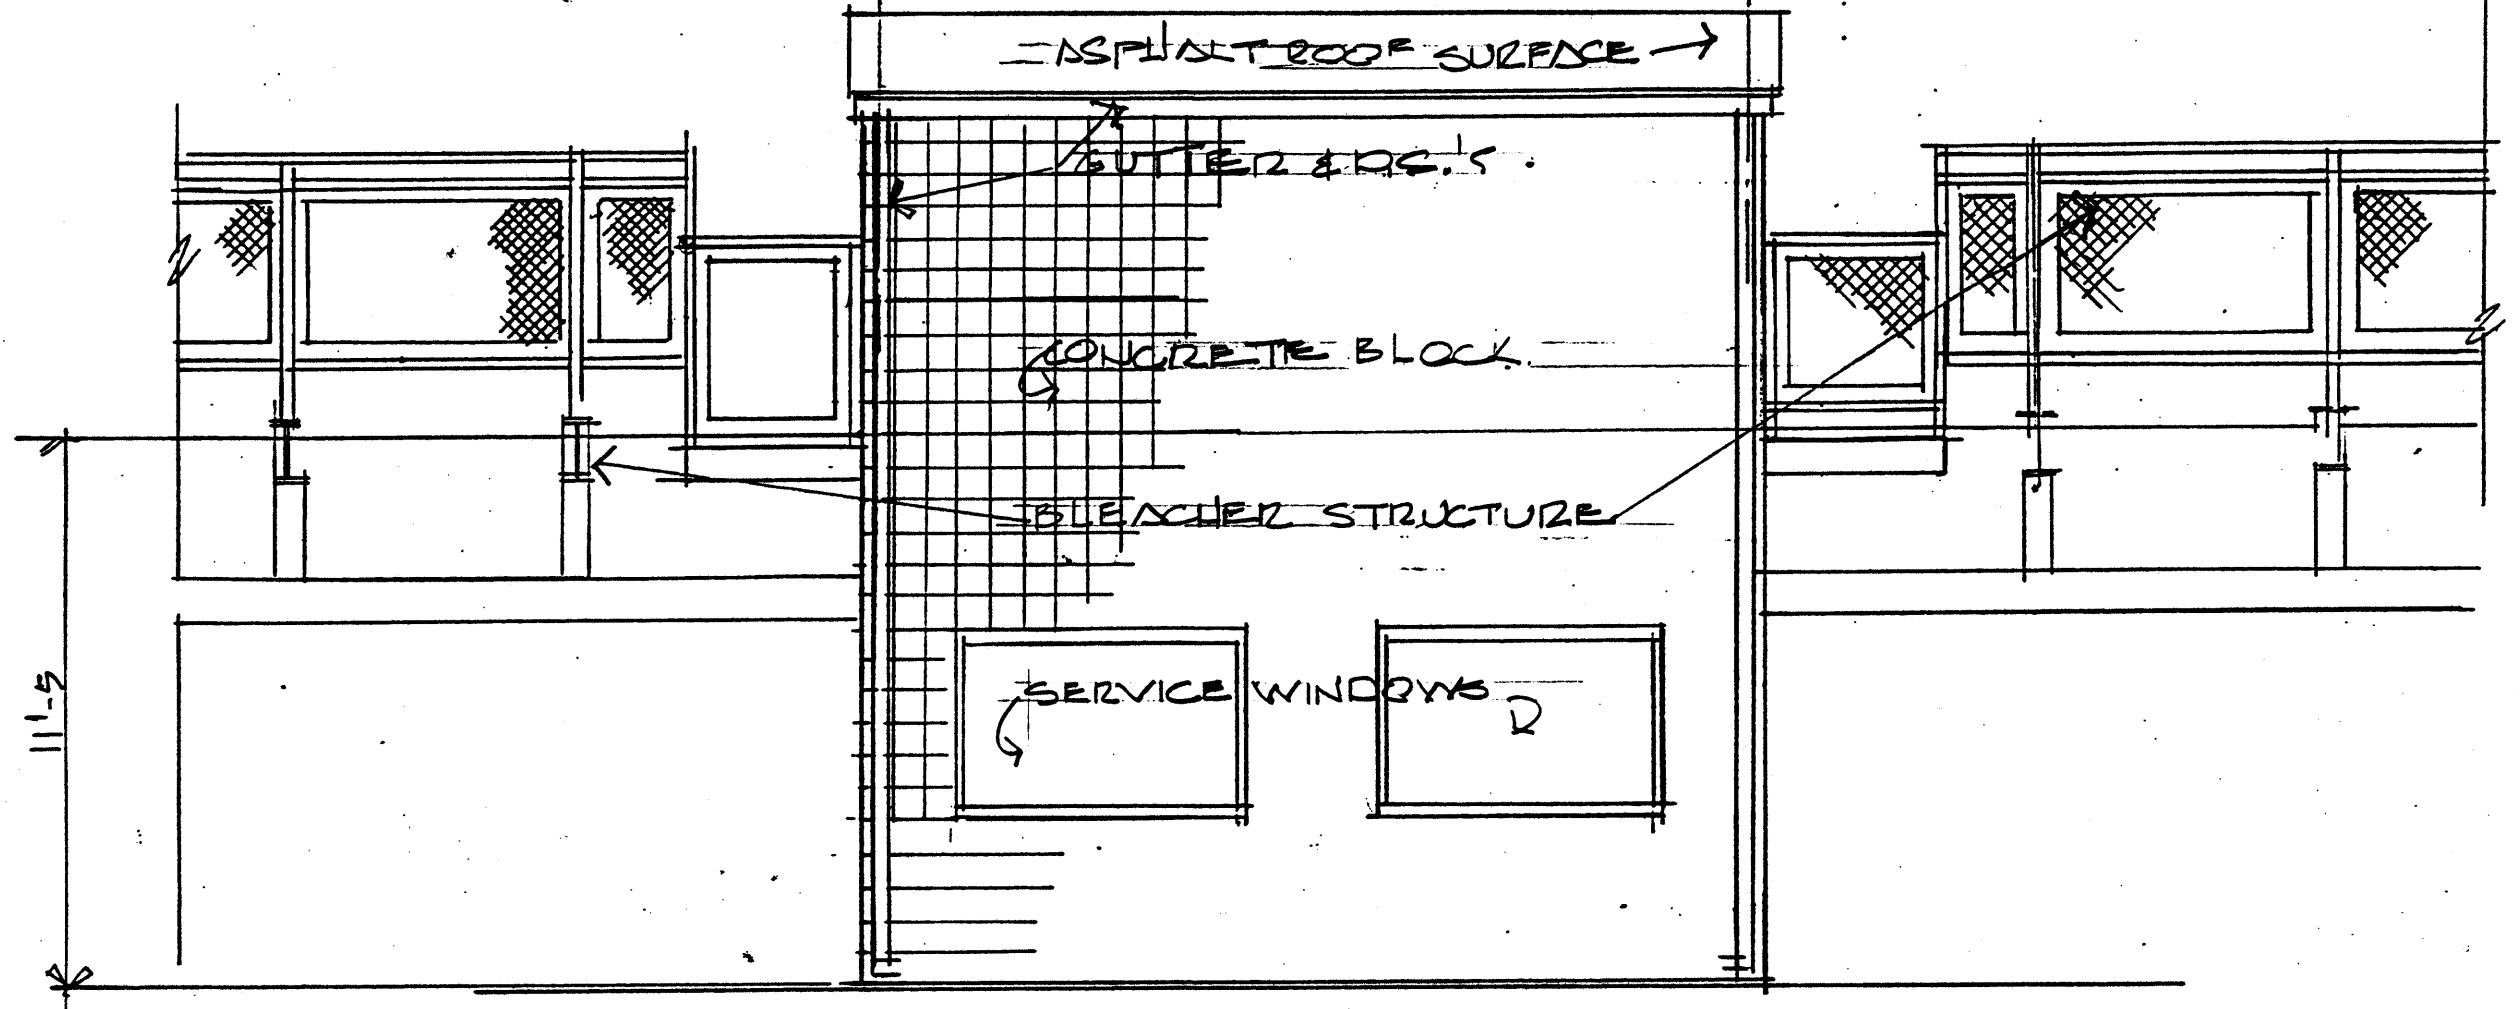 ASPHALT ROOF SURFACE
GUTTER & DS.'S.
CONCRETE BLOCK.
BLEACHER STRUCTURE
SERVICE WINDOWS
11'-5